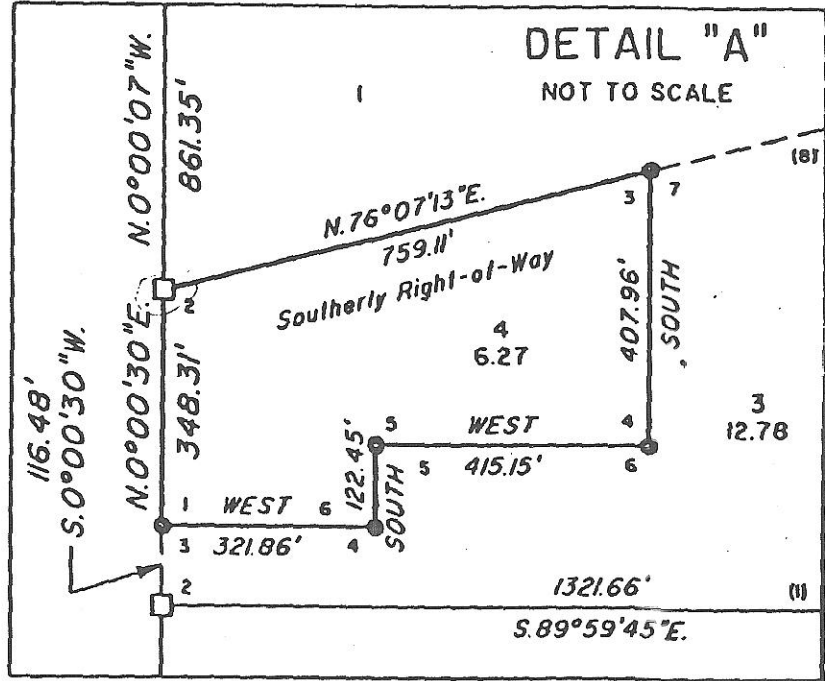 DETAIL "A"
NOT TO SCALE
N.0°00'07"W.
861.35'
1
(8)
3
7
N.76°07'13"E.
759.11'
Southerly Right-of-Way
2
4
6.27
407.96'
SOUTH
3
12.78
116.48'
S.0°00'30"W.
N.0°00'30"E.
348.31'
5
WEST
4
5
415.15'
6
122.45'
SOUTH
1
WEST
6
3
321.86'
4
2
1321.66'
(1)
S.89°59'45"E.